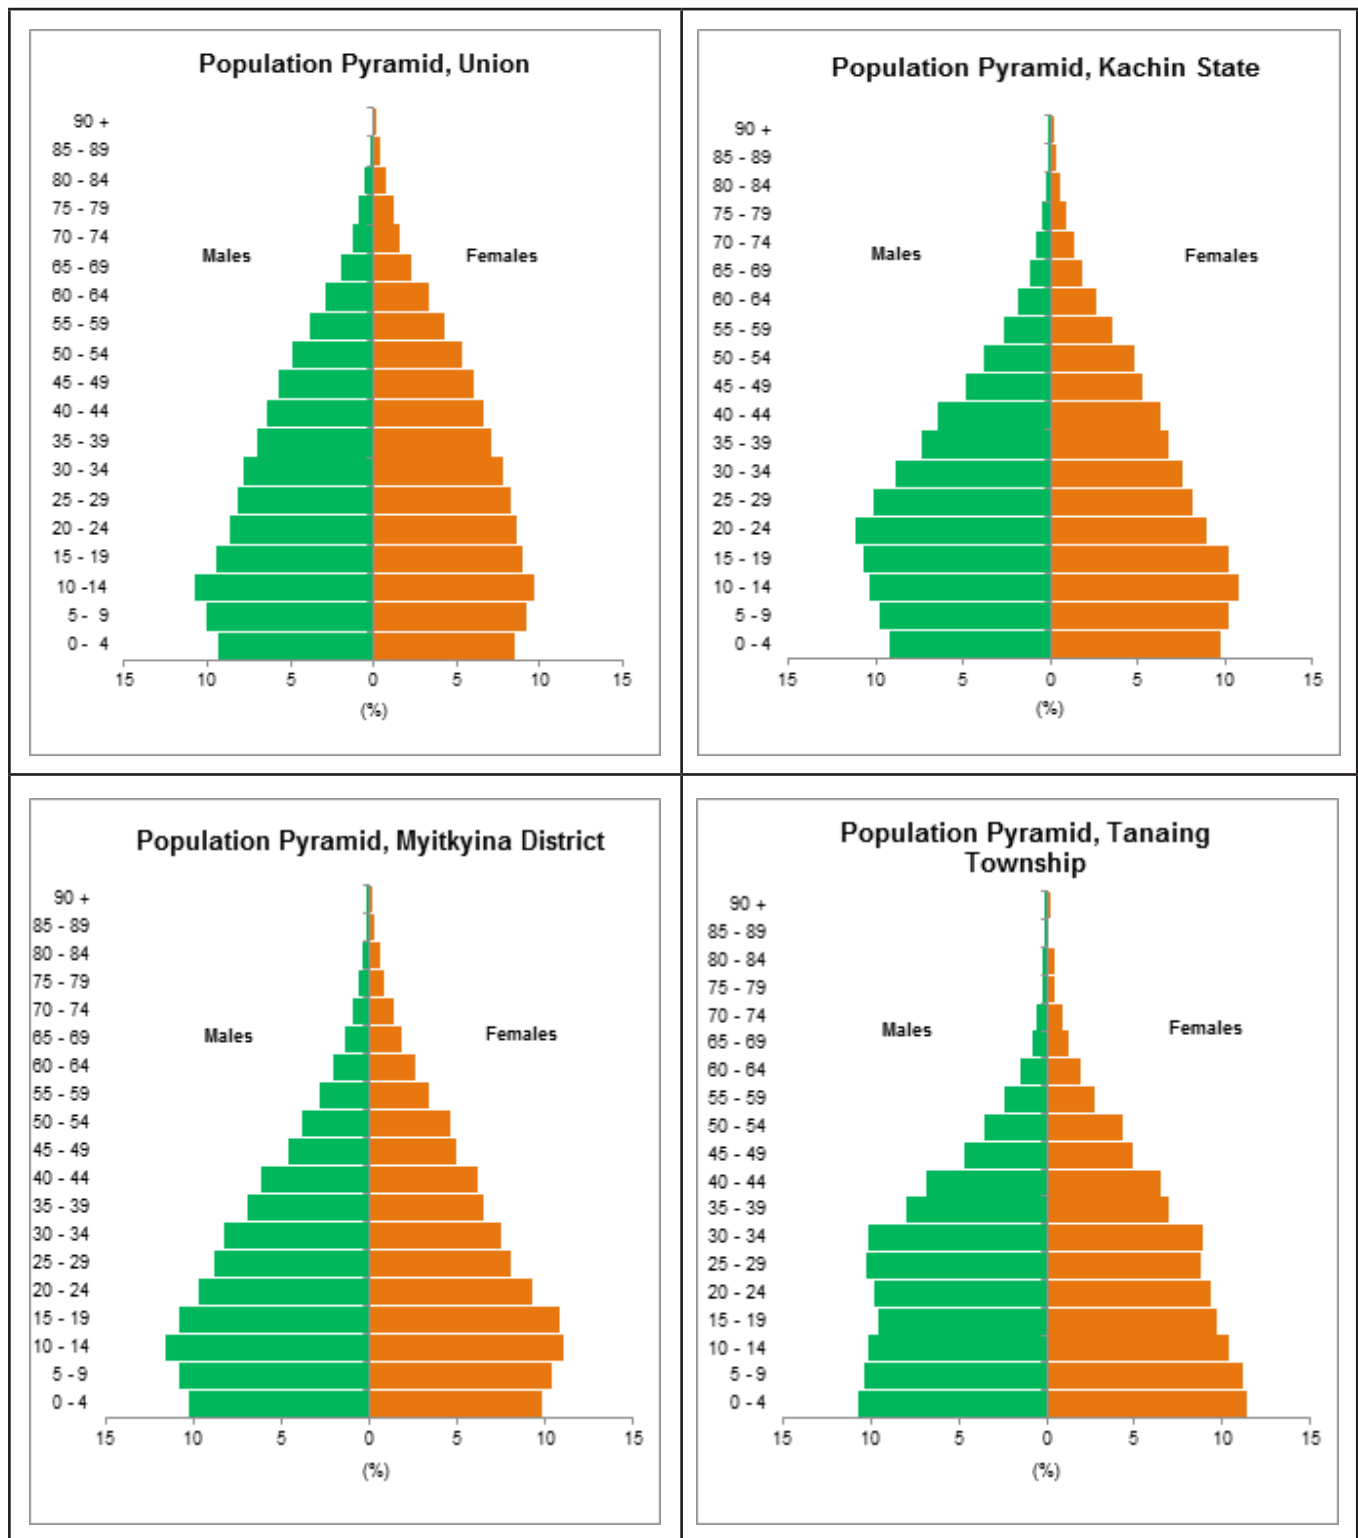 Population Pyramid, Union
90 +
85 - 89
80 - 84
75 - 79
70 - 74
Males
Females
65 - 69
60 - 64
55 - 59
50 - 54
45 - 49
40 - 44
35 - 39
30 - 34
25 - 29
20 - 24
15 - 19
10 -14
5 - 9
0 - 4
15 10 5 0 5 10 15
(%)
Population Pyramid, Kachin State
90 +
85 - 89
80 - 84
75 - 79
70 - 74
Males
Females
65 - 69
60 - 64
55 - 59
50 - 54
45 - 49
40 - 44
35 - 39
30 - 34
25 - 29
20 - 24
15 - 19
10 - 14
5 - 9
0 - 4
15 10 5 0 5 10 15
(%)
Population Pyramid, Myitkyina District
90 +
85 - 89
80 - 84
75 - 79
70 - 74
Males
Females
65 - 69
60 - 64
55 - 59
50 - 54
45 - 49
40 - 44
35 - 39
30 - 34
25 - 29
20 - 24
15 - 19
10 - 14
5 - 9
0 - 4
15 10 5 0 5 10 15
(%)
Population Pyramid, Tanaing
Township
90 +
85 - 89
80 - 84
75 - 79
70 - 74
Males
Females
65 - 69
60 - 64
55 - 59
50 - 54
45 - 49
40 - 44
35 - 39
30 - 34
25 - 29
20 - 24
15 - 19
10 - 14
5 - 9
0 - 4
15 10 5 0 5 10 15
(%)